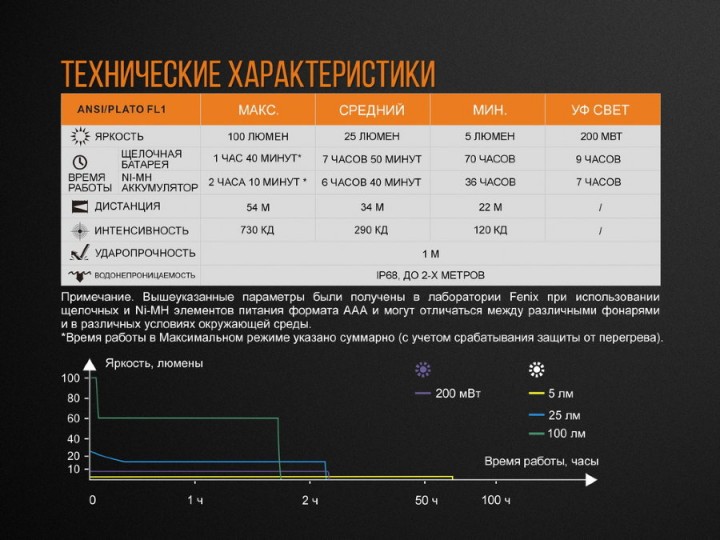 ТЕХНИЧЕСКИЕ ХАРАКТЕРИСТИКИ
ANSI/PLATO FL1 МАКС. СРЕДНИЙ МИН. УФ СВЕТ
ЯРКОСТЬ 100 ЛЮМЕН 25 ЛЮМЕН 5 ЛЮМЕН 200 МВТ
ВРЕМЯ РАБОТЫ
ЩЕЛОЧНАЯ БАТАРЕЯ 1 ЧАС 40 МИНУТ* 7 ЧАСОВ 50 МИНУТ 70 ЧАСОВ 9 ЧАСОВ
NI-MH АККУМУЛЯТОР 2 ЧАСА 10 МИНУТ * 6 ЧАСОВ 40 МИНУТ 36 ЧАСОВ 7 ЧАСОВ
ДИСТАНЦИЯ 54 М 34 М 22 М /
ИНТЕНСИВНОСТЬ 730 КД 290 КД 120 КД /
УДАРОПРОЧНОСТЬ 1 М
ВОДОНЕПРОНИЦАЕМОСТЬ IP68, ДО 2-Х МЕТРОВ
Примечание. Вышеуказанные параметры были получены в лаборатории Fenix при использовании
щелочных и Ni-MH элементов питания формата ААА и могут отличаться между различными фонарями
и в различных условиях окружающей среды.
*Время работы в Максимальном режиме указано суммарно (с учетом срабатывания защиты от перегрева).
Яркость, люмены
100
80
60
40
20
10
200 мВт
5 лм
25 лм
100 лм
Время работы, часы
0 1 ч 2 ч 50 ч 100 ч